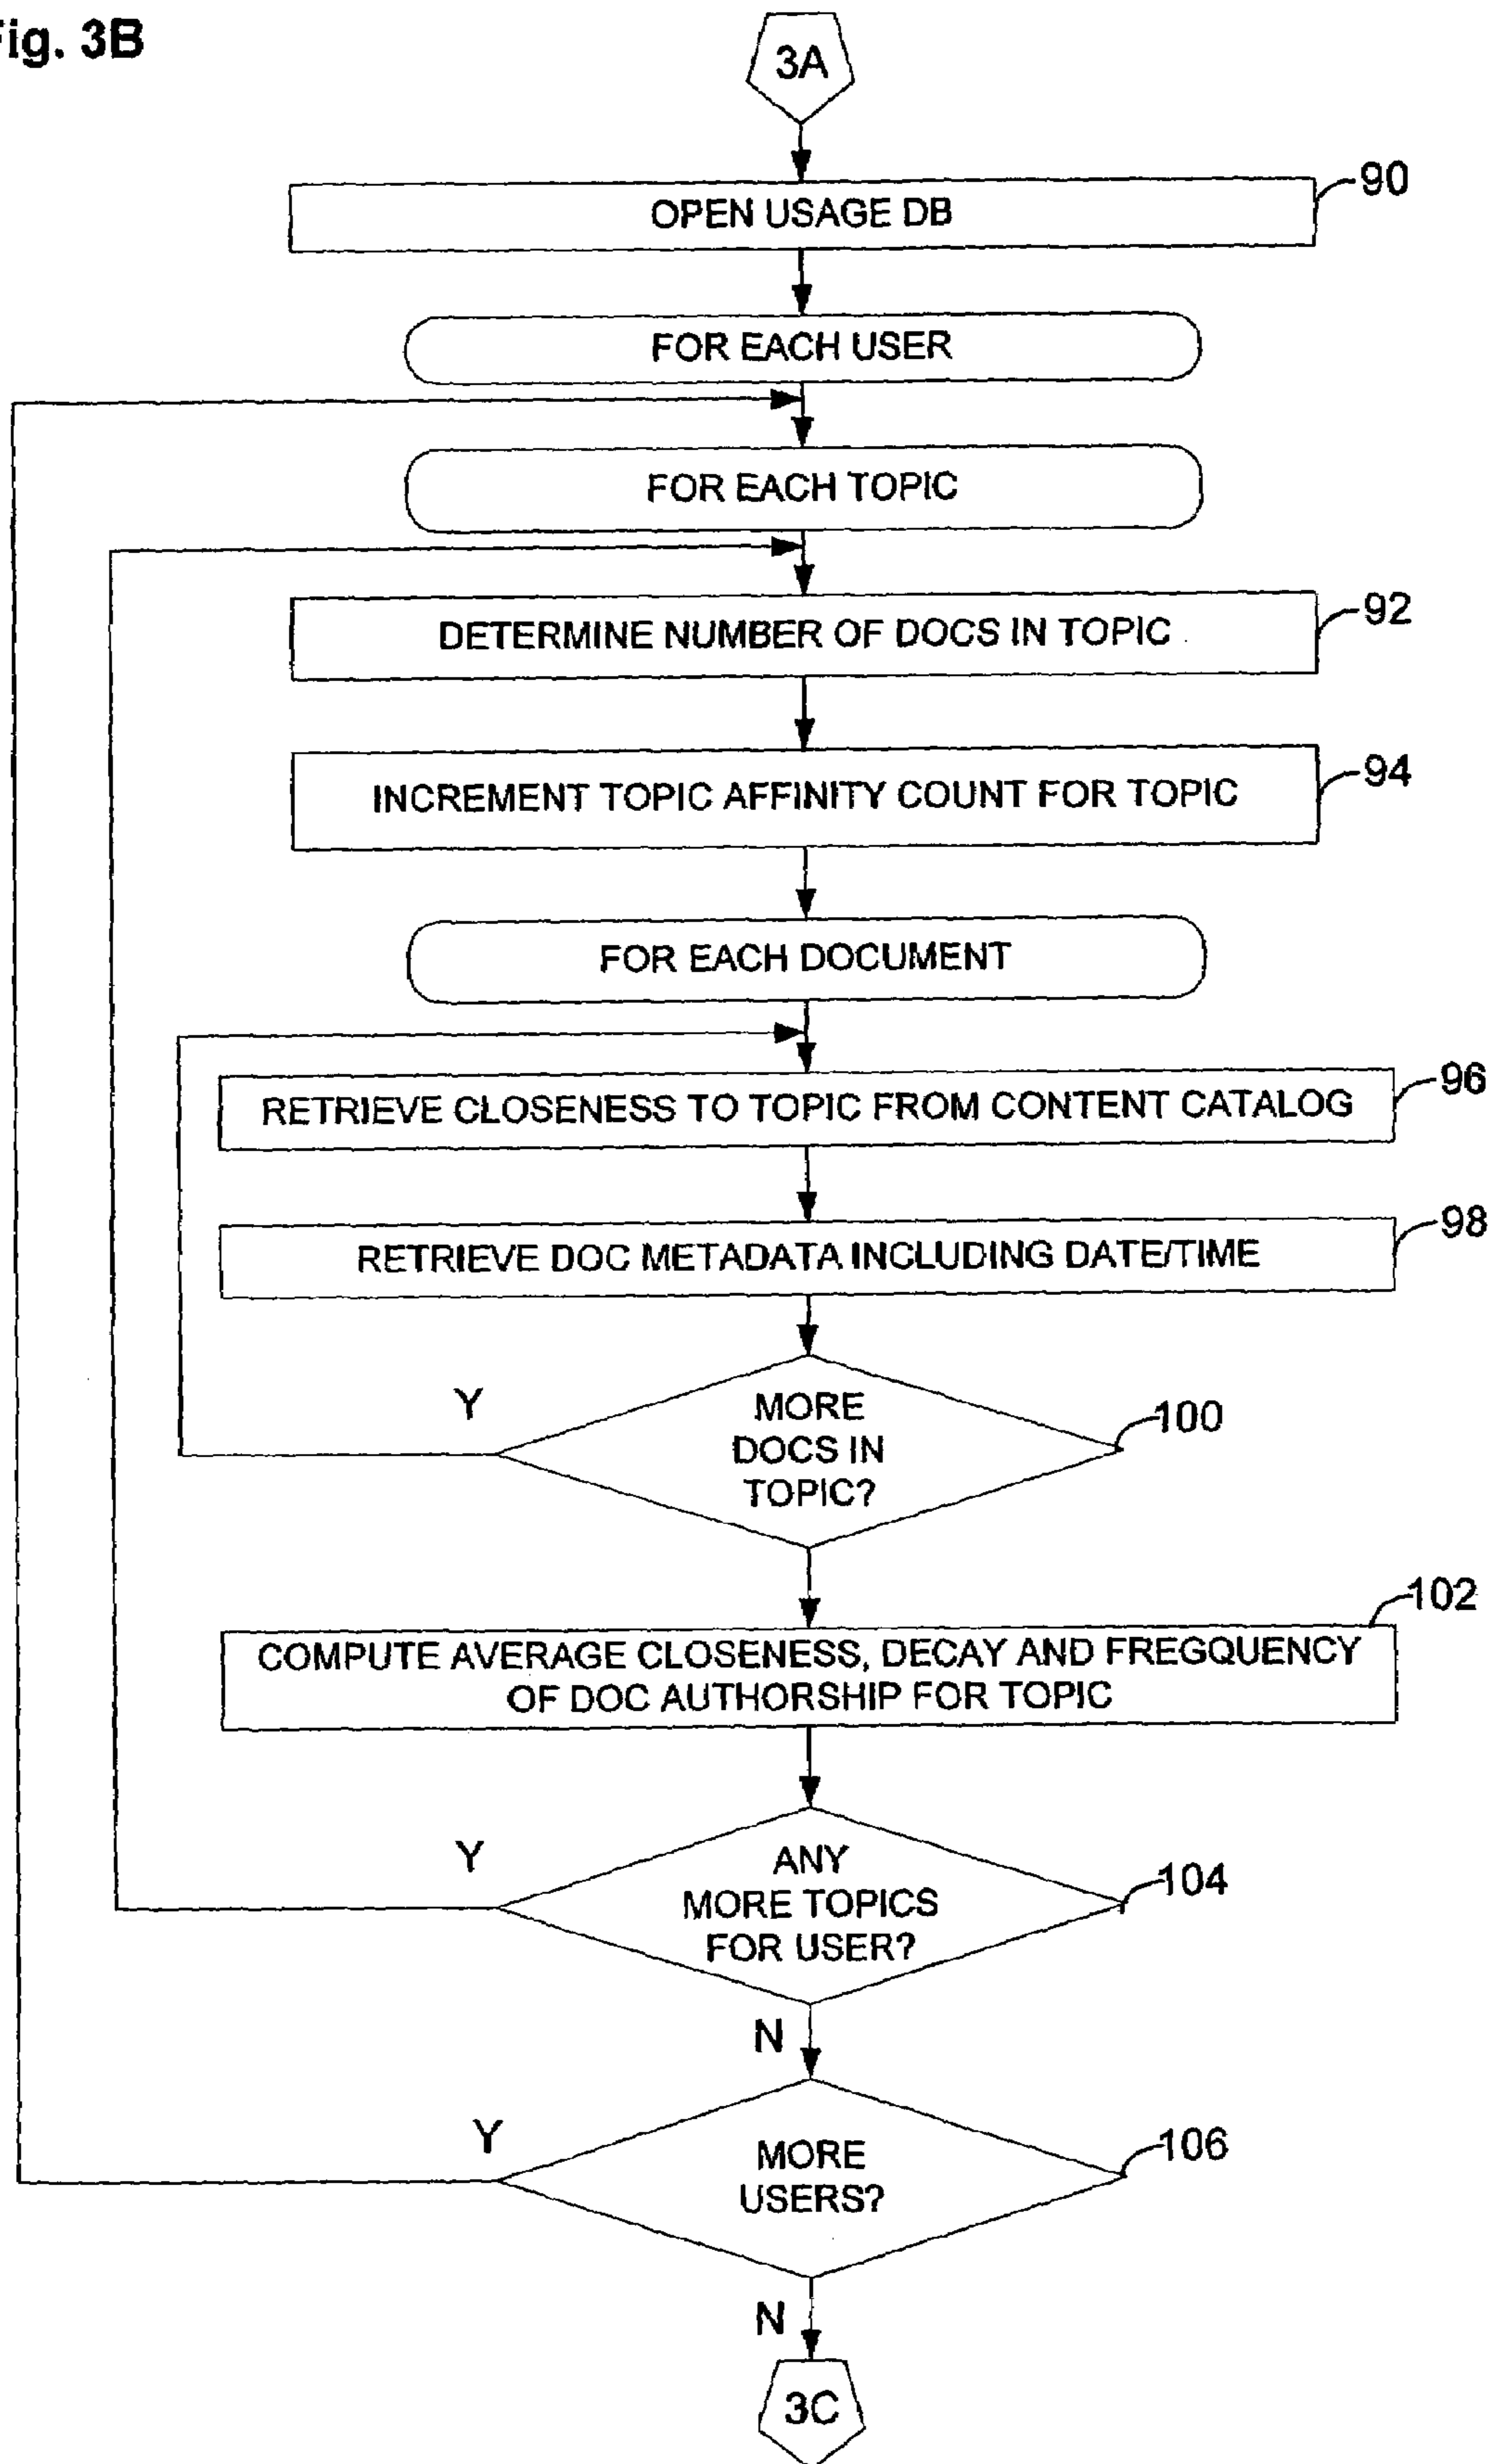 Fig. 3B
3A
90
OPEN USAGE DB
FOR EACH USER
FOR EACH TOPIC
92
DETERMINE NUMBER OF DOCS IN TOPIC
94
INCREMENT TOPIC AFFINITY COUNT FOR TOPIC
FOR EACH DOCUMENT
96
RETRIEVE CLOSENESS TO TOPIC FROM CONTENT CATALOG
98
RETRIEVE DOC METADATA INCLUDING DATE/TIME
Y
MORE
100
DOCS IN
TOPIC?
102
COMPUTE AVERAGE CLOSENESS, DECAY AND FREGQUENCY
OF DOC AUTHORSHIP FOR TOPIC
Y
ANY
104
MORE TOPICS
FOR USER?
N
Y
MORE
106
USERS?
N
3C